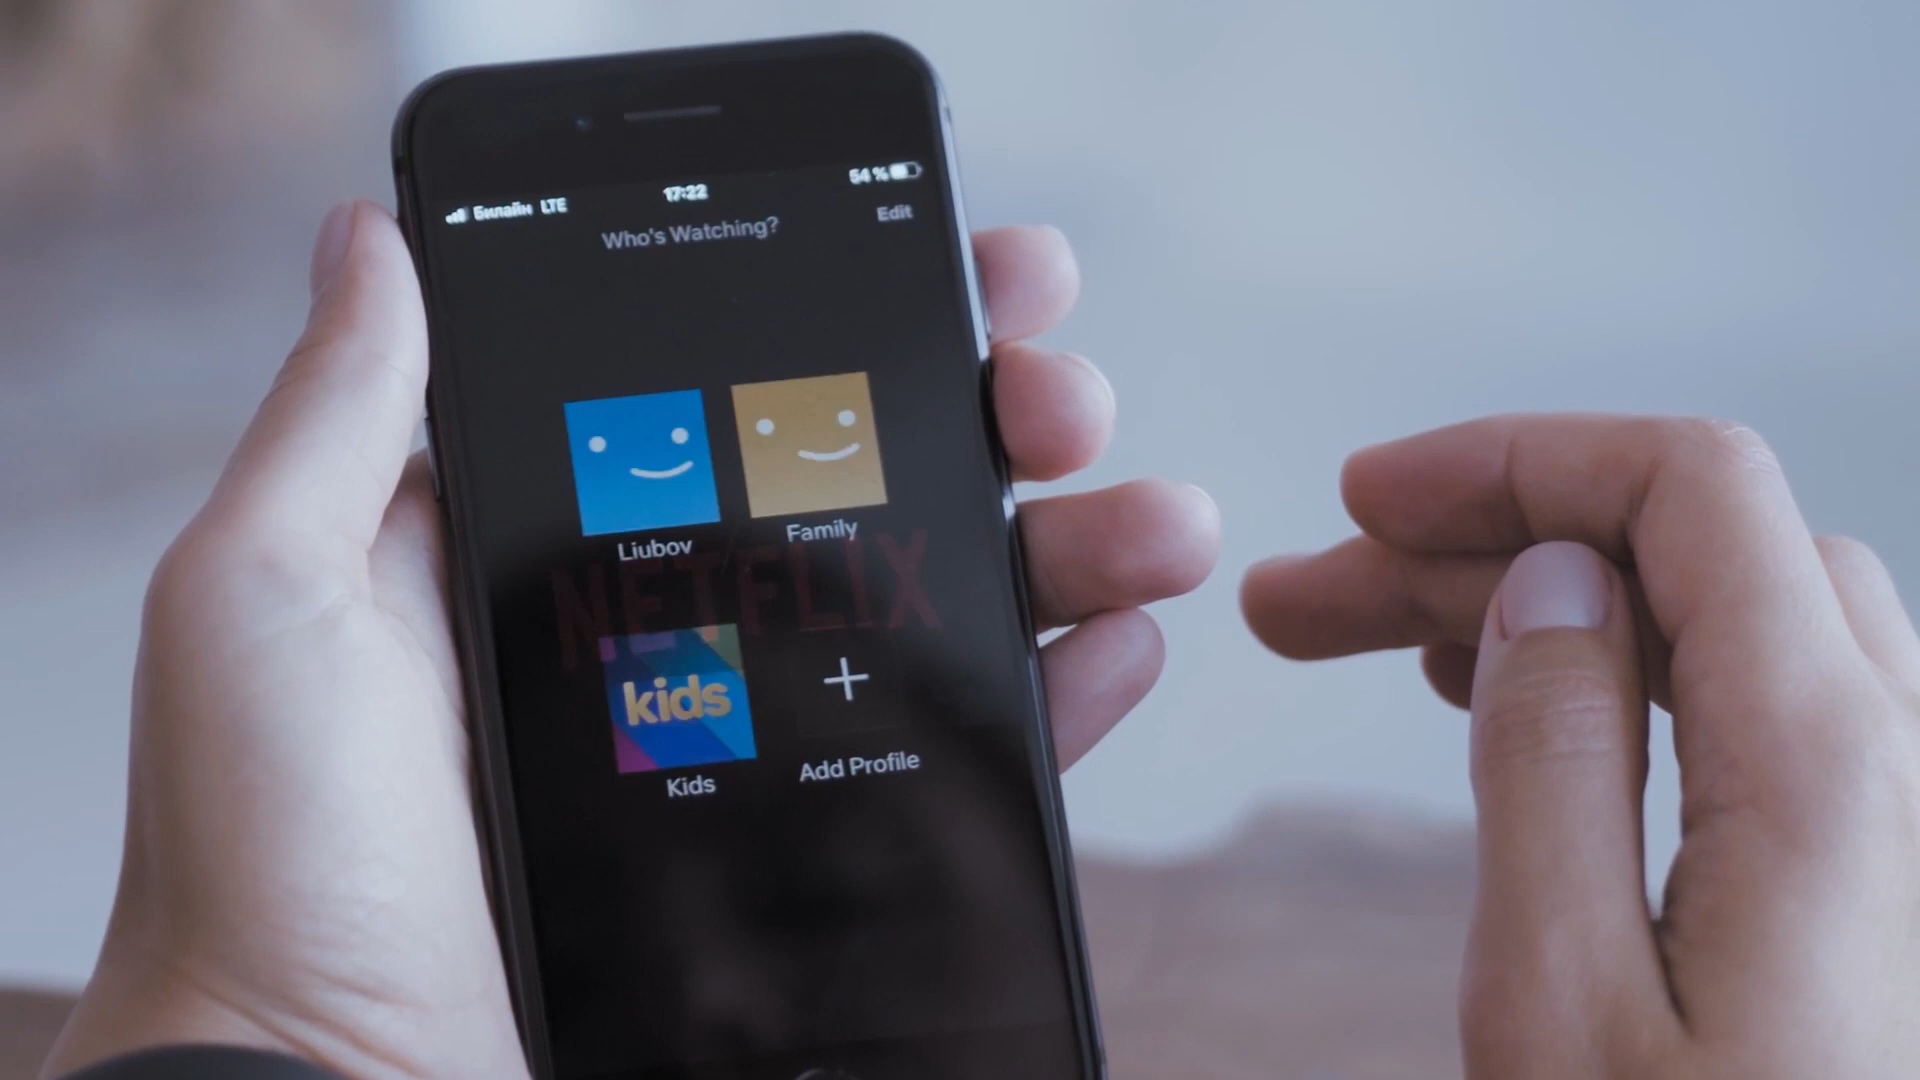 Билайн LTE 17:22 54 %
Who's Watching? Edit
Liubov Family
NETFLIX
kids
Kids Add Profile